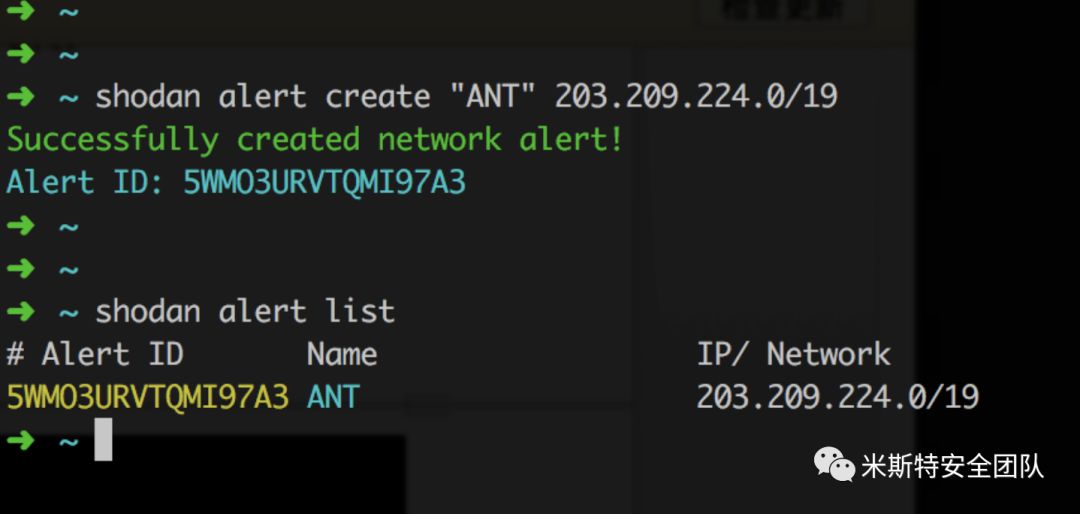 ➜ ~
➜ ~
➜ ~ shodan alert create "ANT" 203.209.224.0/19
Successfully created network alert!
Alert ID: 5WMO3URVTQMI97A3
➜ ~
➜ ~
➜ ~ shodan alert list
# Alert ID Name IP/ Network
5WMO3URVTQMI97A3 ANT 203.209.224.0/19
➜ ~
米斯特安全团队